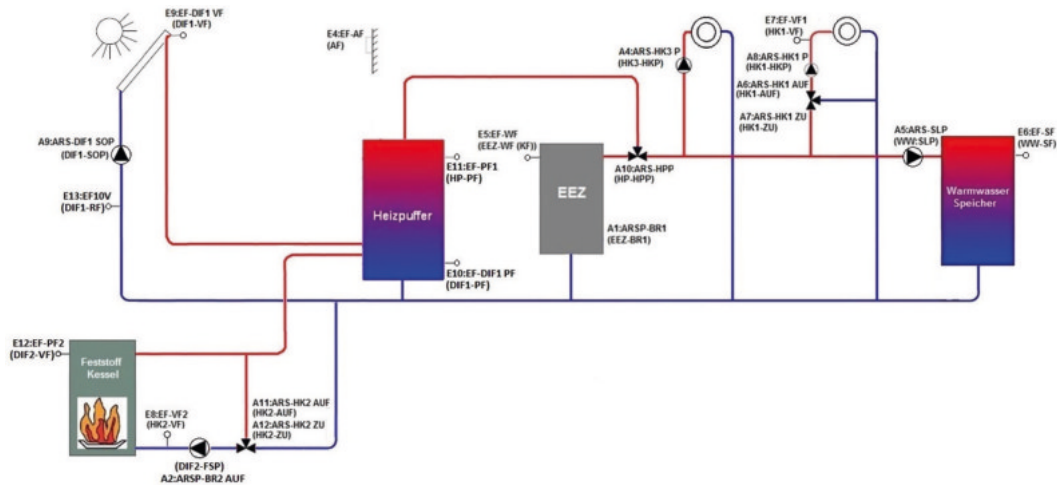 E9:EF-DIF1 VF
(DIF1-VF)
E4:EF-AF
(AF)
E7:EF-VF1
(HK1-VF)
A4:ARS-HK3 P
(HK3-HKP)
A8:ARS-HK1 P
(HK1-HKP)
A6:ARS-HK1 AUF
(HK1-AUF)
A7:ARS-HK1 ZU
(HK1-ZU)
A9:ARS-DIF1 SOP
(DIF1-SOP)
E13:EF10V
(DIF1-RF)
E11:EF-PF1
(HP-PF)
Heizpuffer
E10:EF-DIF1 PF
(DIF1-PF)
E5:EF-WF
(EEZ-WF (KF))
EEZ
A10:ARS-HPP
(HP-HPP)
A1:ARSP-BR1
(EEZ-BR1)
A5:ARS-SLP
(WW:SLP)
E6:EF-SF
(WW-SF)
Warmwasser
Speicher
E12:EF-PF2
(DIF2-VF)
Feststoff
Kessel
E8:EF-VF2
(HK2-VF)
A11:ARS-HK2 AUF
(HK2-AUF)
A12:ARS-HK2 ZU
(HK2-ZU)
(DIF2-FSP)
A2:ARSP-BR2 AUF